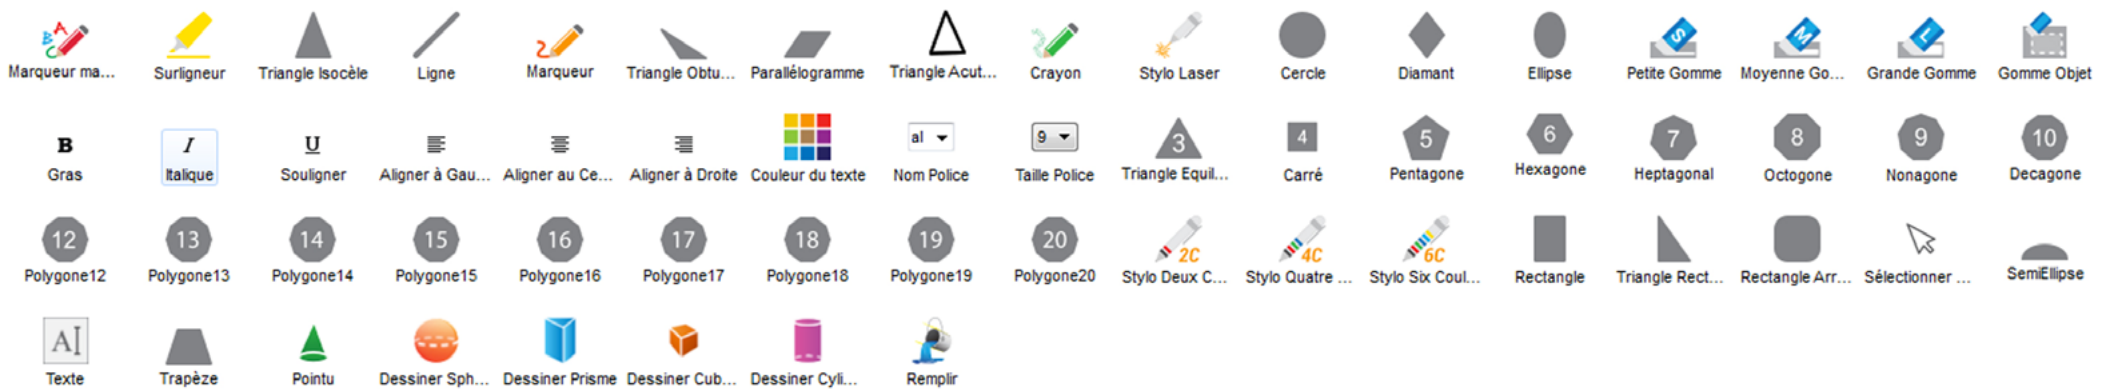 Marqueur ma... Surligneur Triangle Isocèle Ligne Marqueur Triangle Obtu... Parallélogramme Triangle Acut... Crayon Stylo Laser Cercle Diamant Ellipse Petite Gomme Moyenne Go... Grande Gomme Gomme Objet
B I U al 9 3 4 5 6 7 8 9 10
Gras Italique Souligner Aligner à Gau... Aligner au Ce... Aligner à Droite Couleur du texte Nom Police Taille Police Triangle Equil... Carré Pentagone Hexagone Heptagonal Octogone Nonagone Decagone
12 13 14 15 16 17 18 19 20 2C 4C 6C
Polygone12 Polygone13 Polygone14 Polygone15 Polygone16 Polygone17 Polygone18 Polygone19 Polygone20 Stylo Deux C... Stylo Quatre ... Stylo Six Coul... Rectangle Triangle Rect... Rectangle Arr... Sélectionner ... SemiEllipse
AI
Texte Trapèze Pointu Dessiner Sph... Dessiner Prisme Dessiner Cub... Dessiner Cyli... Remplir